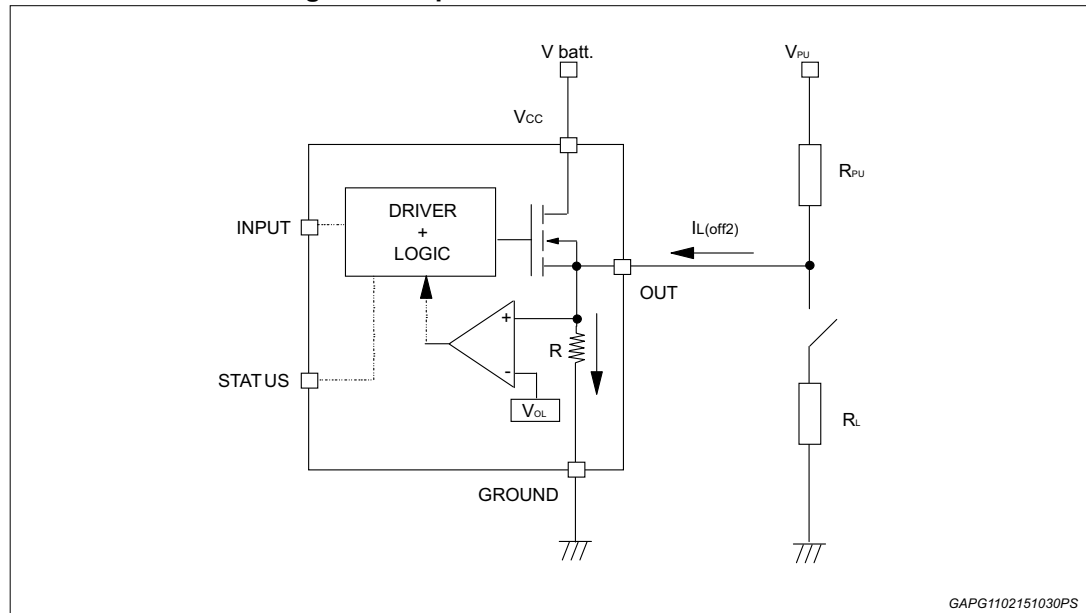 V batt.
VPU
VCC
RPU
INPUT
DRIVER
+
LOGIC
IL(off2)
OUT
+
R
-
STATUS
VOL
RL
GROUND
GAPG1102151030PS